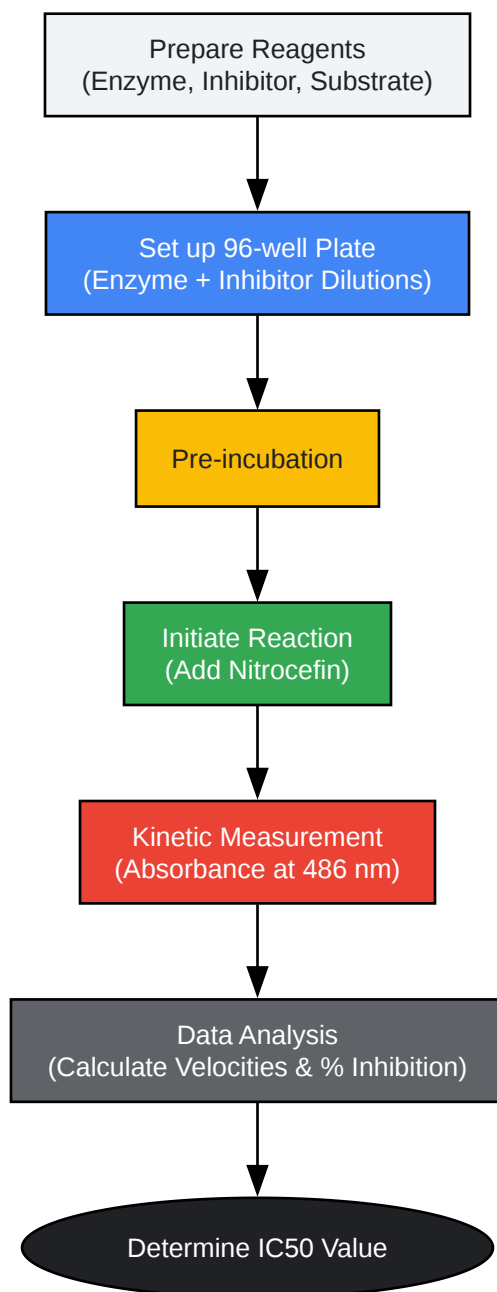 Prepare Reagents
(Enzyme, Inhibitor, Substrate)
Set up 96-well Plate
(Enzyme + Inhibitor Dilutions)
Pre-incubation
Initiate Reaction
(Add Nitrocefin)
Kinetic Measurement
(Absorbance at 486 nm)
Data Analysis
(Calculate Velocities & % Inhibition)
Determine IC50 Value